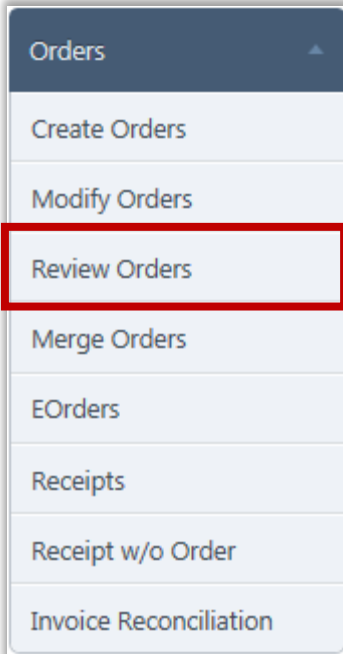 Orders
Create Orders
Modify Orders
Review Orders
Merge Orders
EOrders
Receipts
Receipt w/o Order
Invoice Reconciliation